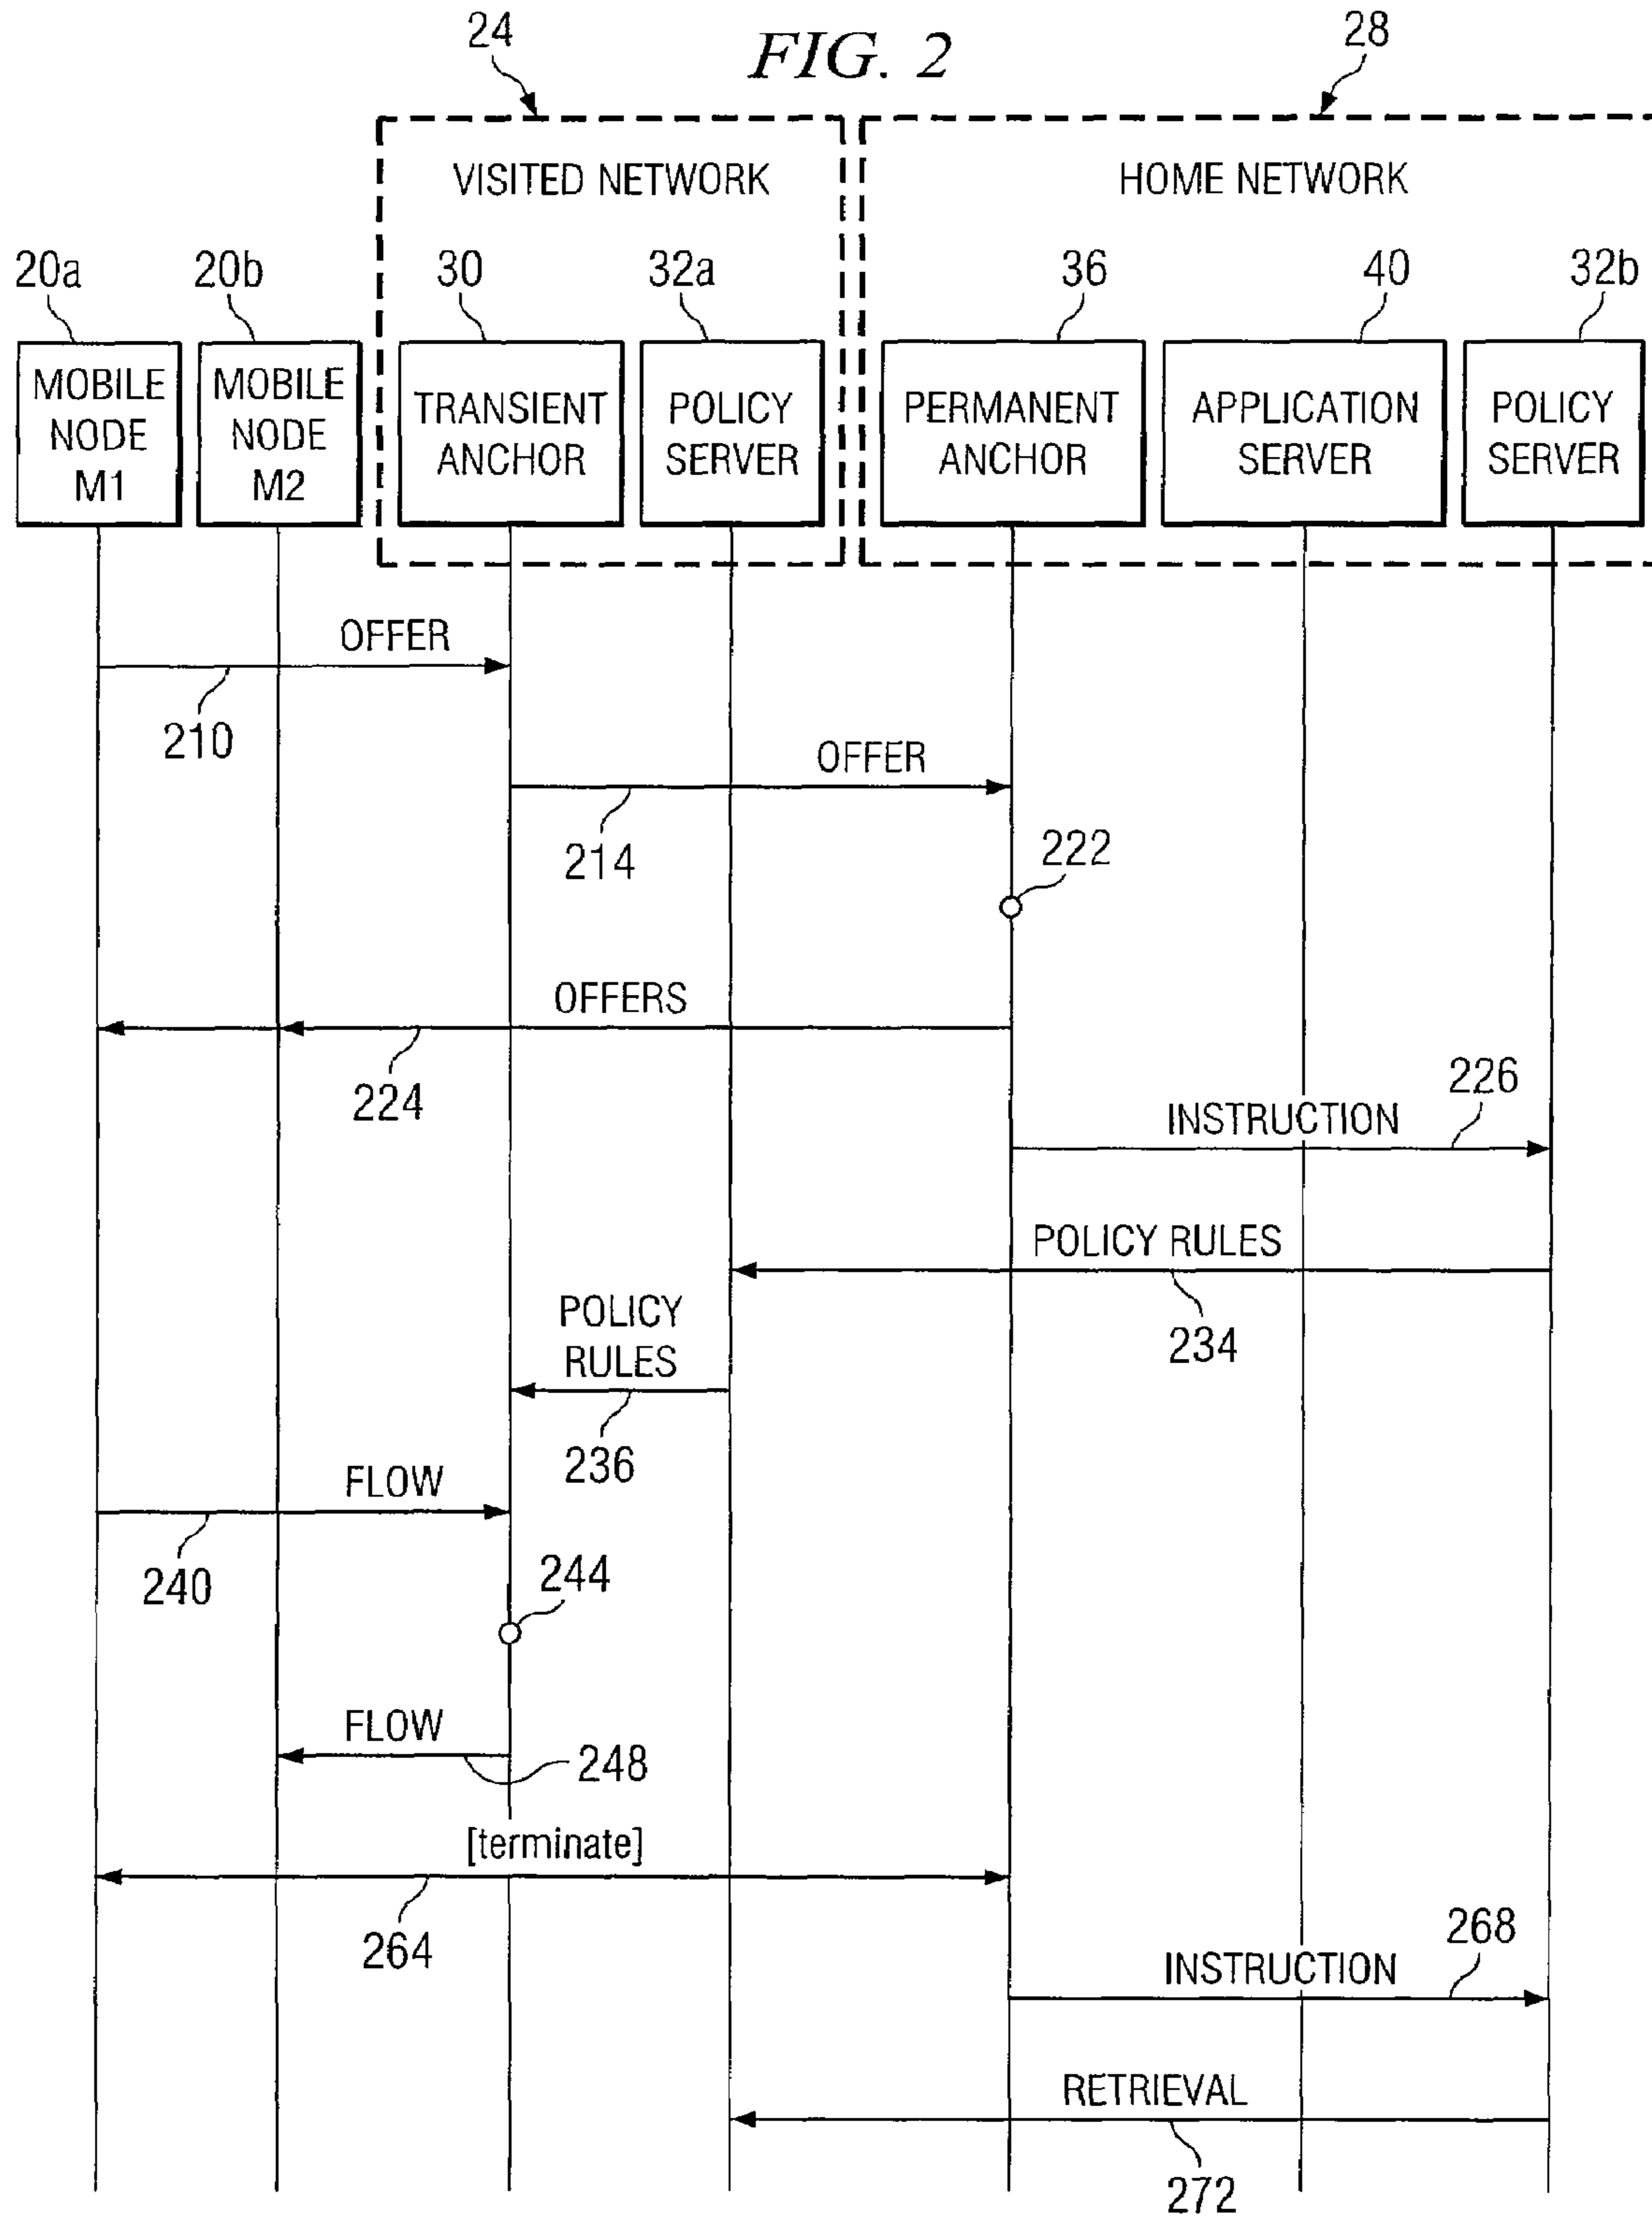 24
FIG. 2
28
VISITED NETWORK
HOME NETWORK
20a
20b
30
32a
36
40
32b
MOBILE
NODE
M1
MOBILE
NODE
M2
TRANSIENT
ANCHOR
POLICY
SERVER
PERMANENT
ANCHOR
APPLICATION
SERVER
POLICY
SERVER
OFFER
210
OFFER
214
222
OFFERS
224
226
INSTRUCTION
POLICY RULES
234
POLICY
RULES
236
FLOW
240
244
FLOW
248
[terminate]
264
268
INSTRUCTION
RETRIEVAL
272